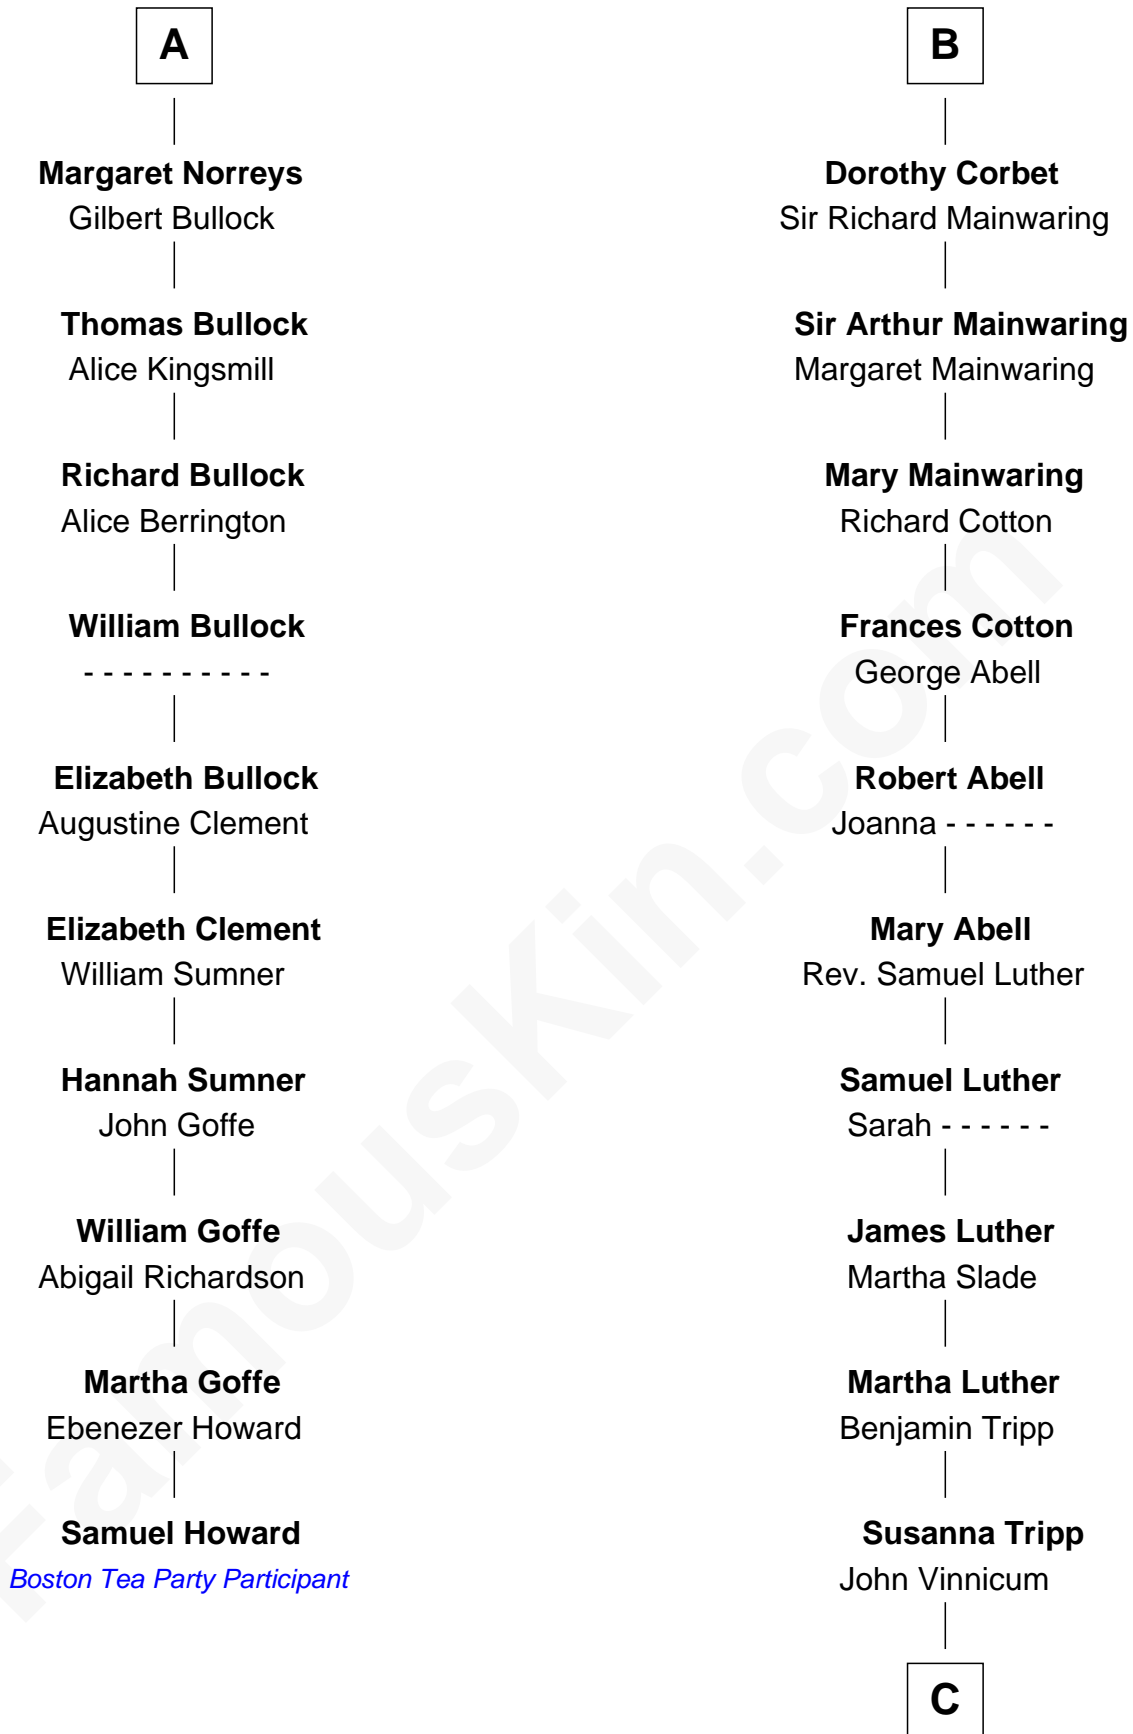 A
Margaret Norreys
Gilbert Bullock
Thomas Bullock
Alice Kingsmill
Richard Bullock
Alice Berrington
William Bullock
- - - - - - - - - -
Elizabeth Bullock
Augustine Clement
Elizabeth Clement
William Sumner
Hannah Sumner
John Goffe
William Goffe
Abigail Richardson
Martha Goffe
Ebenezer Howard
Samuel Howard
Boston Tea Party Participant
B
Dorothy Corbet
Sir Richard Mainwaring
Sir Arthur Mainwaring
Margaret Mainwaring
Mary Mainwaring
Richard Cotton
Frances Cotton
George Abell
Robert Abell
Joanna - - - - - -
Mary Abell
Rev. Samuel Luther
Samuel Luther
Sarah - - - - - -
James Luther
Martha Slade
Martha Luther
Benjamin Tripp
Susanna Tripp
John Vinnicum
C
FamousKin.com